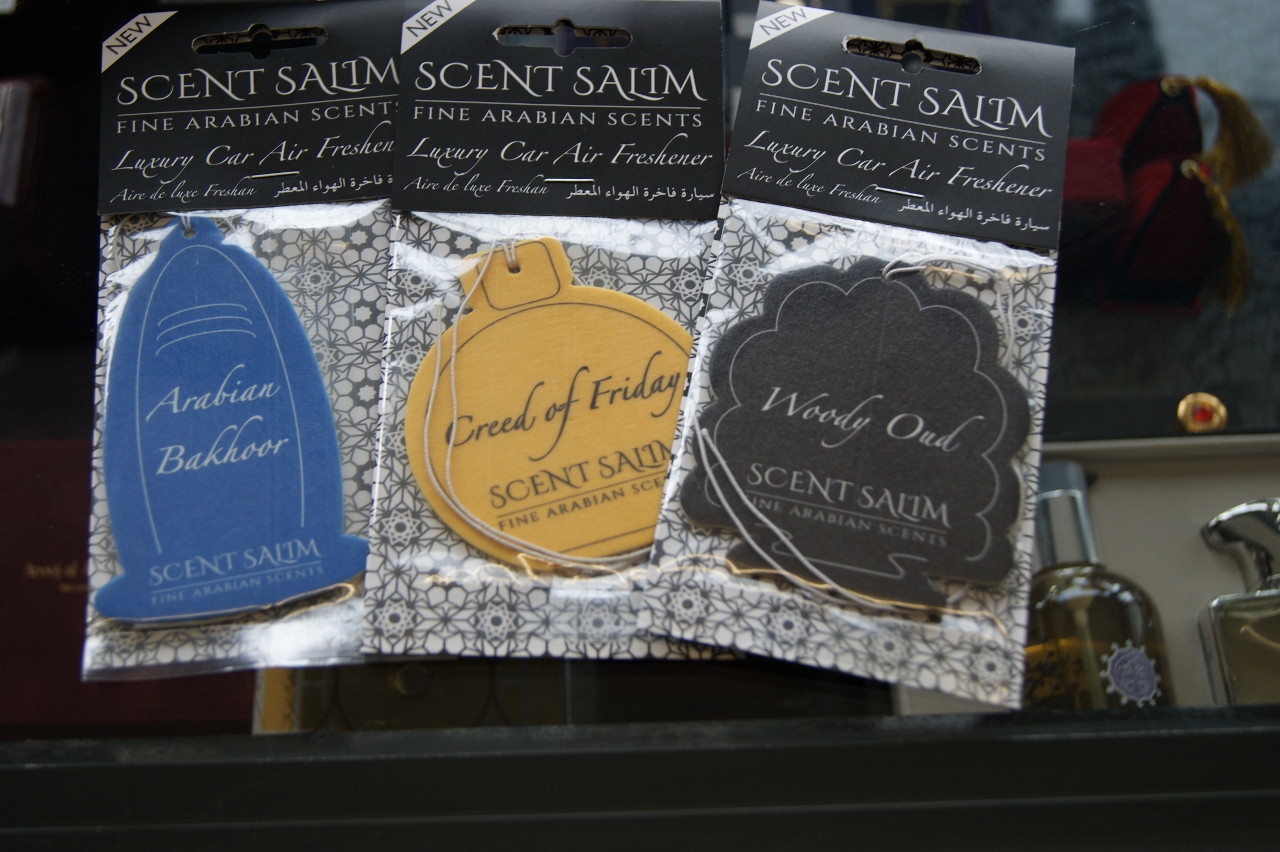 NEW
SCENT SALIM
FINE ARABIAN SCENTS
Luxury Car Air Freshen
Aire de luxe Freshan
سيارة فاخرة الهواء المعطر
Arabian
Bakhoor
SCENT SALIM
FINE ARABIAN SCENTS
NEW
SCENT SALIM
FINE ARABIAN SCENTS
Luxury Car Air Freshener
Aire de luxe Freshan سيارة فاخرة الهواء المعطر
Creed of Friday
SCENT SALIM
FINE ARABIAN SCE
NEW
SCENT SALIM
FINE ARABIAN SCENTS
Luxury Car Air Freshener
Aire de luxe Freshan سيارة فاخرة الهواء المعطر
Woody Oud
SCENT SALIM
FINE ARABIAN SCENTS